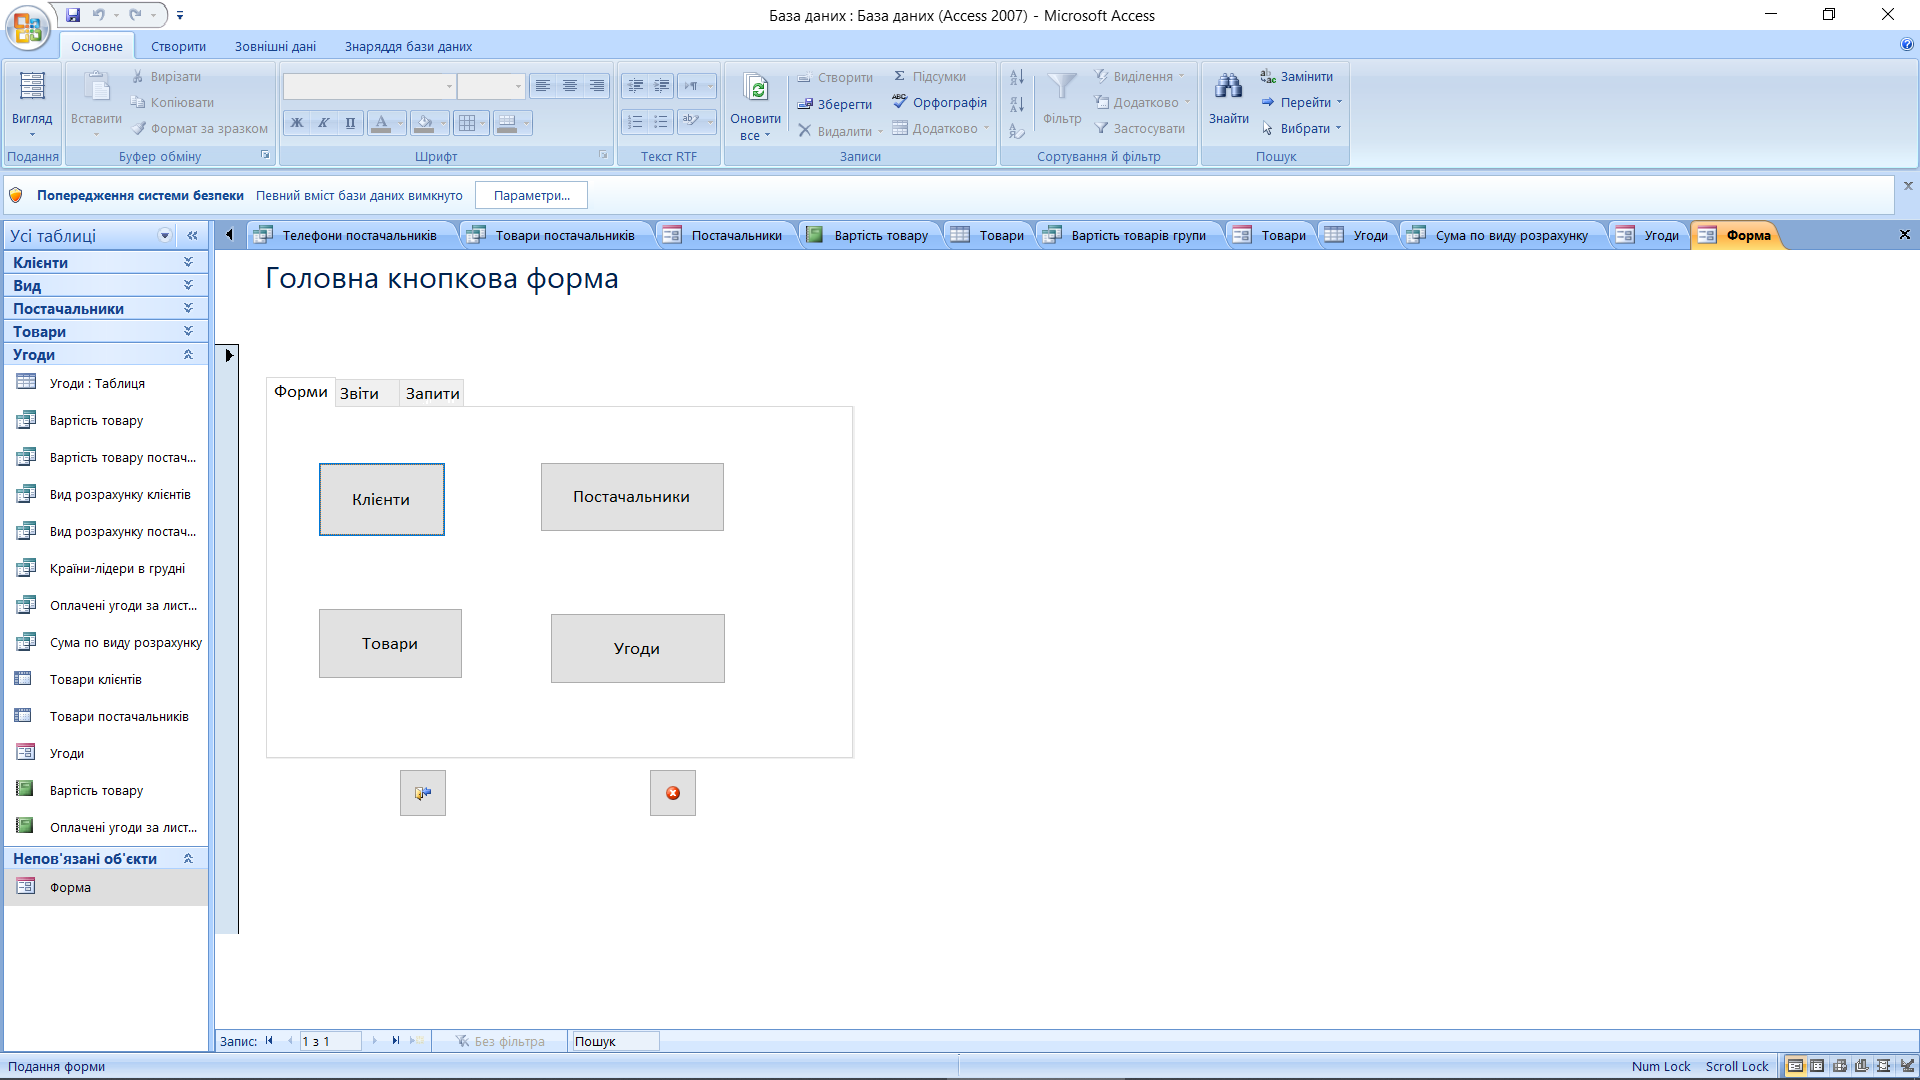 База даних : База даних (Access 2007) - Microsoft Access
Основне Створити Зовнішні дані Знаряддя бази даних
Вигляд
Подання
Вставити
Вирізати
Копіювати
Формат за зразком
Буфер обміну
Ж К П А
Шрифт
Текст RTF
Оновити все
Створити
Зберегти
Видалити
Підсумки
Орфографія
Додатково
Записи
Фільтр
Виділення
Додатково
Застосувати
Сортування й фільтр
Знайти
Замінити
Перейти
Вибрати
Пошук
Попередження системи безпеки Певний вміст бази даних вимкнуто Параметри...
Усі таблиці
Телефони постачальників Товари постачальників Постачальники Вартість товару Товари Вартість товарів групи Товари Угоди Сума по виду розрахунку Угоди Форма
Клієнти
Вид
Постачальники
Товари
Угоди
Угоди : Таблиця
Вартість товару
Вартість товару постач...
Вид розрахунку клієнтів
Вид розрахунку постач...
Країни-лідери в грудні
Оплачені угоди за лист...
Сума по виду розрахунку
Товари клієнтів
Товари постачальників
Угоди
Вартість товару
Оплачені угоди за лист...
Непов'язані об'єкти
Форма
Головна кнопкова форма
Форми Звіти Запити
Клієнти Постачальники
Товари Угоди
Запис: 1 з 1 Без фільтра Пошук
Подання форми Num Lock Scroll Lock